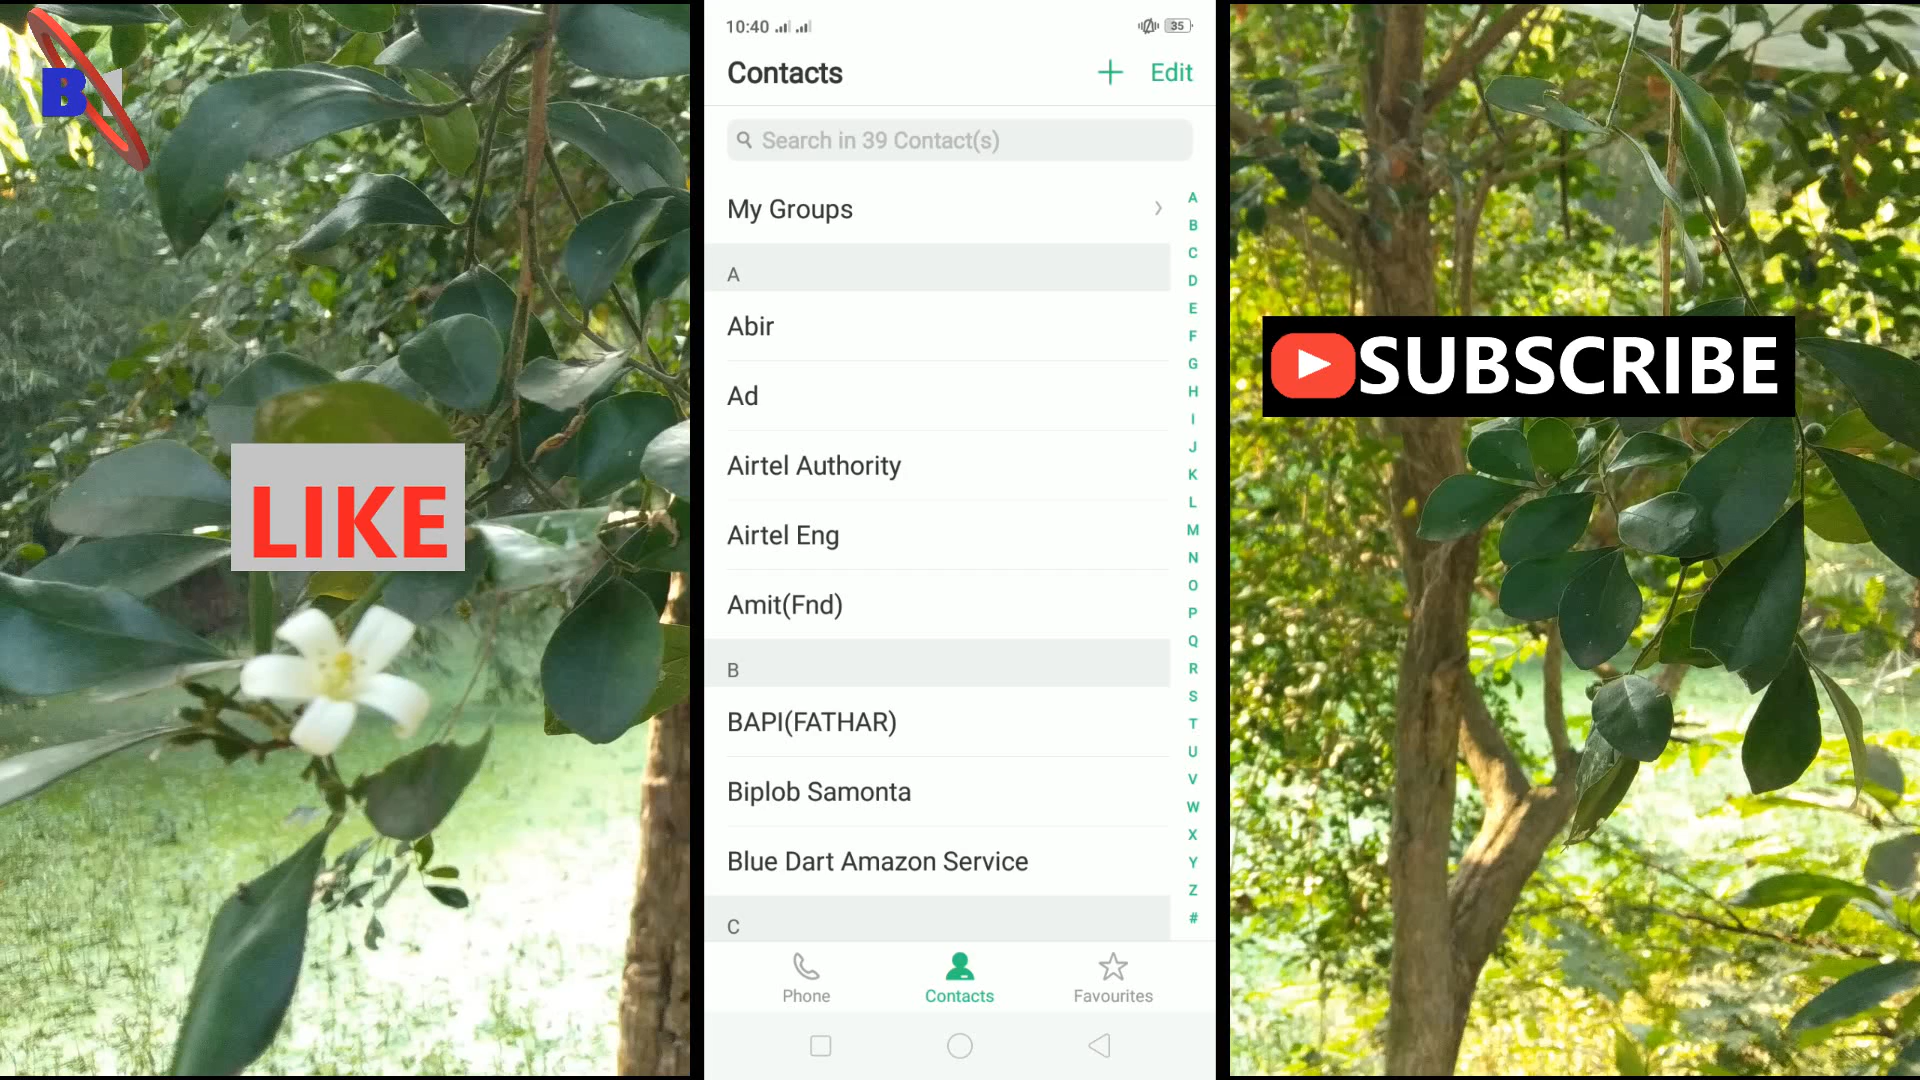 B
LIKE
10:40
35
Contacts
+ Edit
Search in 39 Contact(s)
My Groups
A
Abir
Ad
Airtel Authority
Airtel Eng
Amit(Fnd)
B
BAPI(FATHAR)
Biplob Samonta
Blue Dart Amazon Service
C
A
B
C
D
E
F
G
H
I
J
K
L
M
N
O
P
Q
R
S
T
U
V
W
X
Y
Z
#
Phone
Contacts
Favourites
SUBSCRIBE